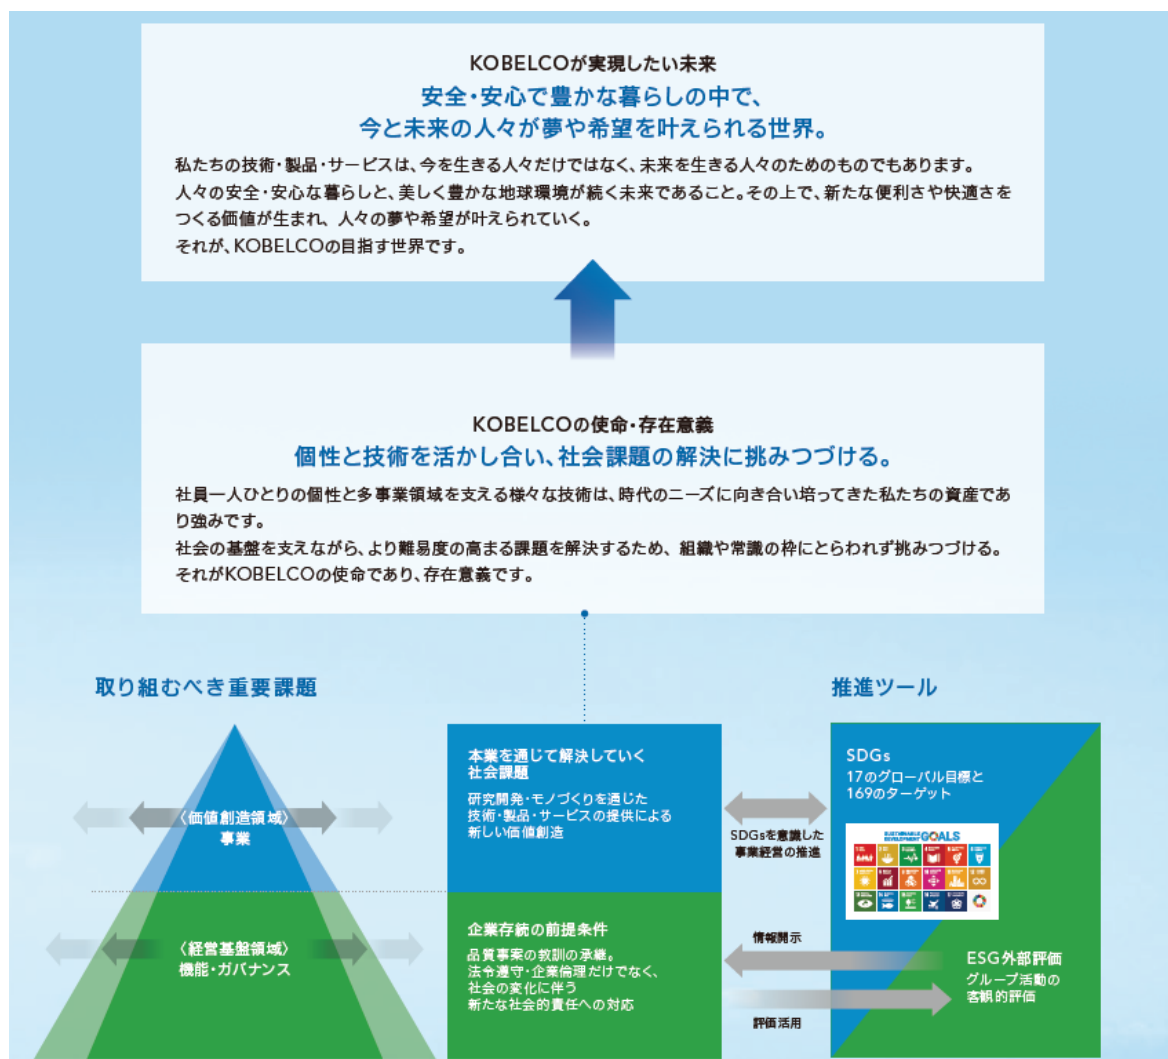 KOBELCOが実現したい未来
安全・安心で豊かな暮らしの中で、
今と未来の人々が夢や希望を叶えられる世界。
私たちの技術・製品・サービスは、今を生きる人々だけではなく、未来を生きる人々のためのものでもあります。
人々の安全・安心な暮らしと、美しく豊かな地球環境が続く未来であること。その上で、新たな便利さや快適さを
つくる価値が生まれ、人々の夢や希望が叶えられていく。
それが、KOBELCOの目指す世界です。
KOBELCOの使命・存在意義
個性と技術を活かし合い、社会課題の解決に挑みつづける。
社員一人ひとりの個性と多事業領域を支える様々な技術は、時代のニーズに向き合い培ってきた私たちの資産であ
り強みです。
社会の基盤を支えながら、より難易度の高まる課題を解決するため、組織や常識の枠にとらわれず挑みつづける。
それがKOBELCOの使命であり、存在意義です。
取り組むべき重要課題
〈価値創造領域〉
事業
〈経営基盤領域〉
機能・ガバナンス
本業を通じて解決していく
社会課題
研究開発・モノづくりを通じた
技術・製品・サービスの提供による
新しい価値創造
企業存続の前提条件
品質事案の教訓の承継。
法令遵守・企業倫理だけでなく、
社会の変化に伴う
新たな社会的責任への対応
SDGsを意識した
事業経営の推進
情報開示
評価活用
推進ツール
SDGs
17のグローバル目標と
169のターゲット
SUSTAINABLE
DEVELOPMENT GOALS
ESG外部評価
グループ活動の
客観的評価